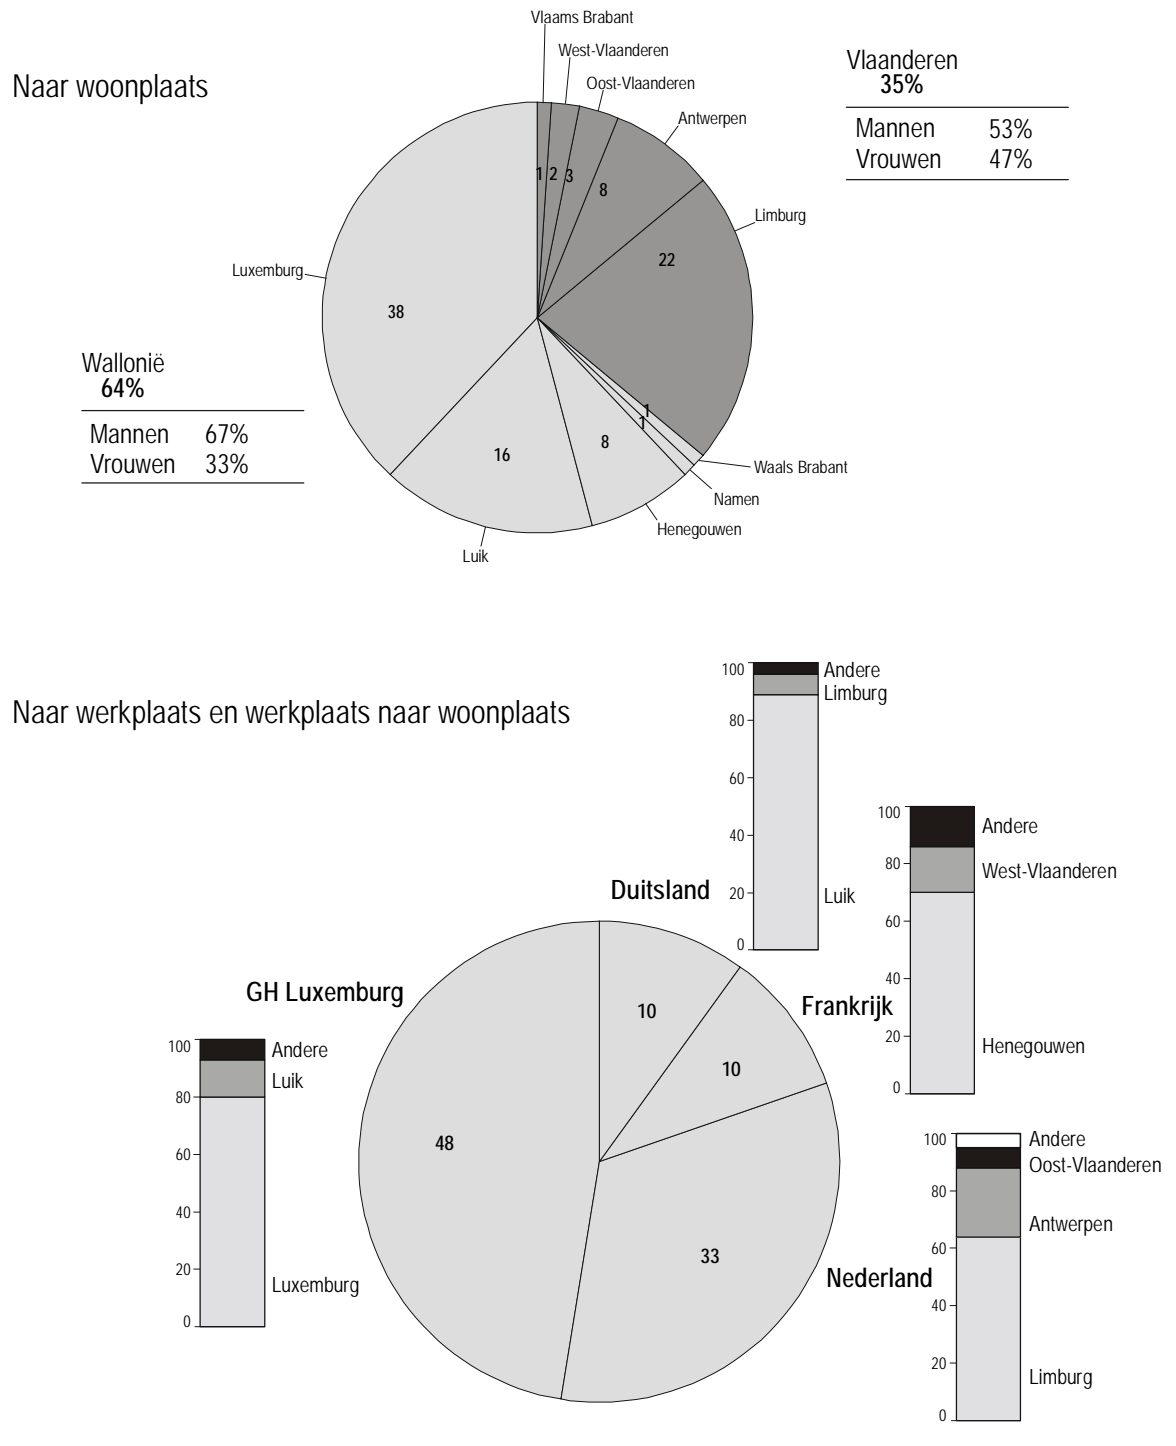 Naar woonplaats
Vlaams Brabant
West-Vlaanderen
Oost-Vlaanderen
Antwerpen
Limburg
Waals Brabant
Namen
Henegouwen
Luik
Luxemburg
1
2
3
8
22
1
1
8
16
38
Vlaanderen
35%
Mannen 53%
Vrouwen 47%
Wallonië
64%
Mannen 67%
Vrouwen 33%
Naar werkplaats en werkplaats naar woonplaats
Duitsland
10
100
80
60
40
20
0
Andere
Limburg
Luik
Frankrijk
10
100
80
60
40
20
0
Andere
West-Vlaanderen
Henegouwen
Nederland
33
100
80
60
40
20
0
Andere
Oost-Vlaanderen
Antwerpen
Limburg
GH Luxemburg
48
100
80
60
40
20
0
Andere
Luik
Luxemburg